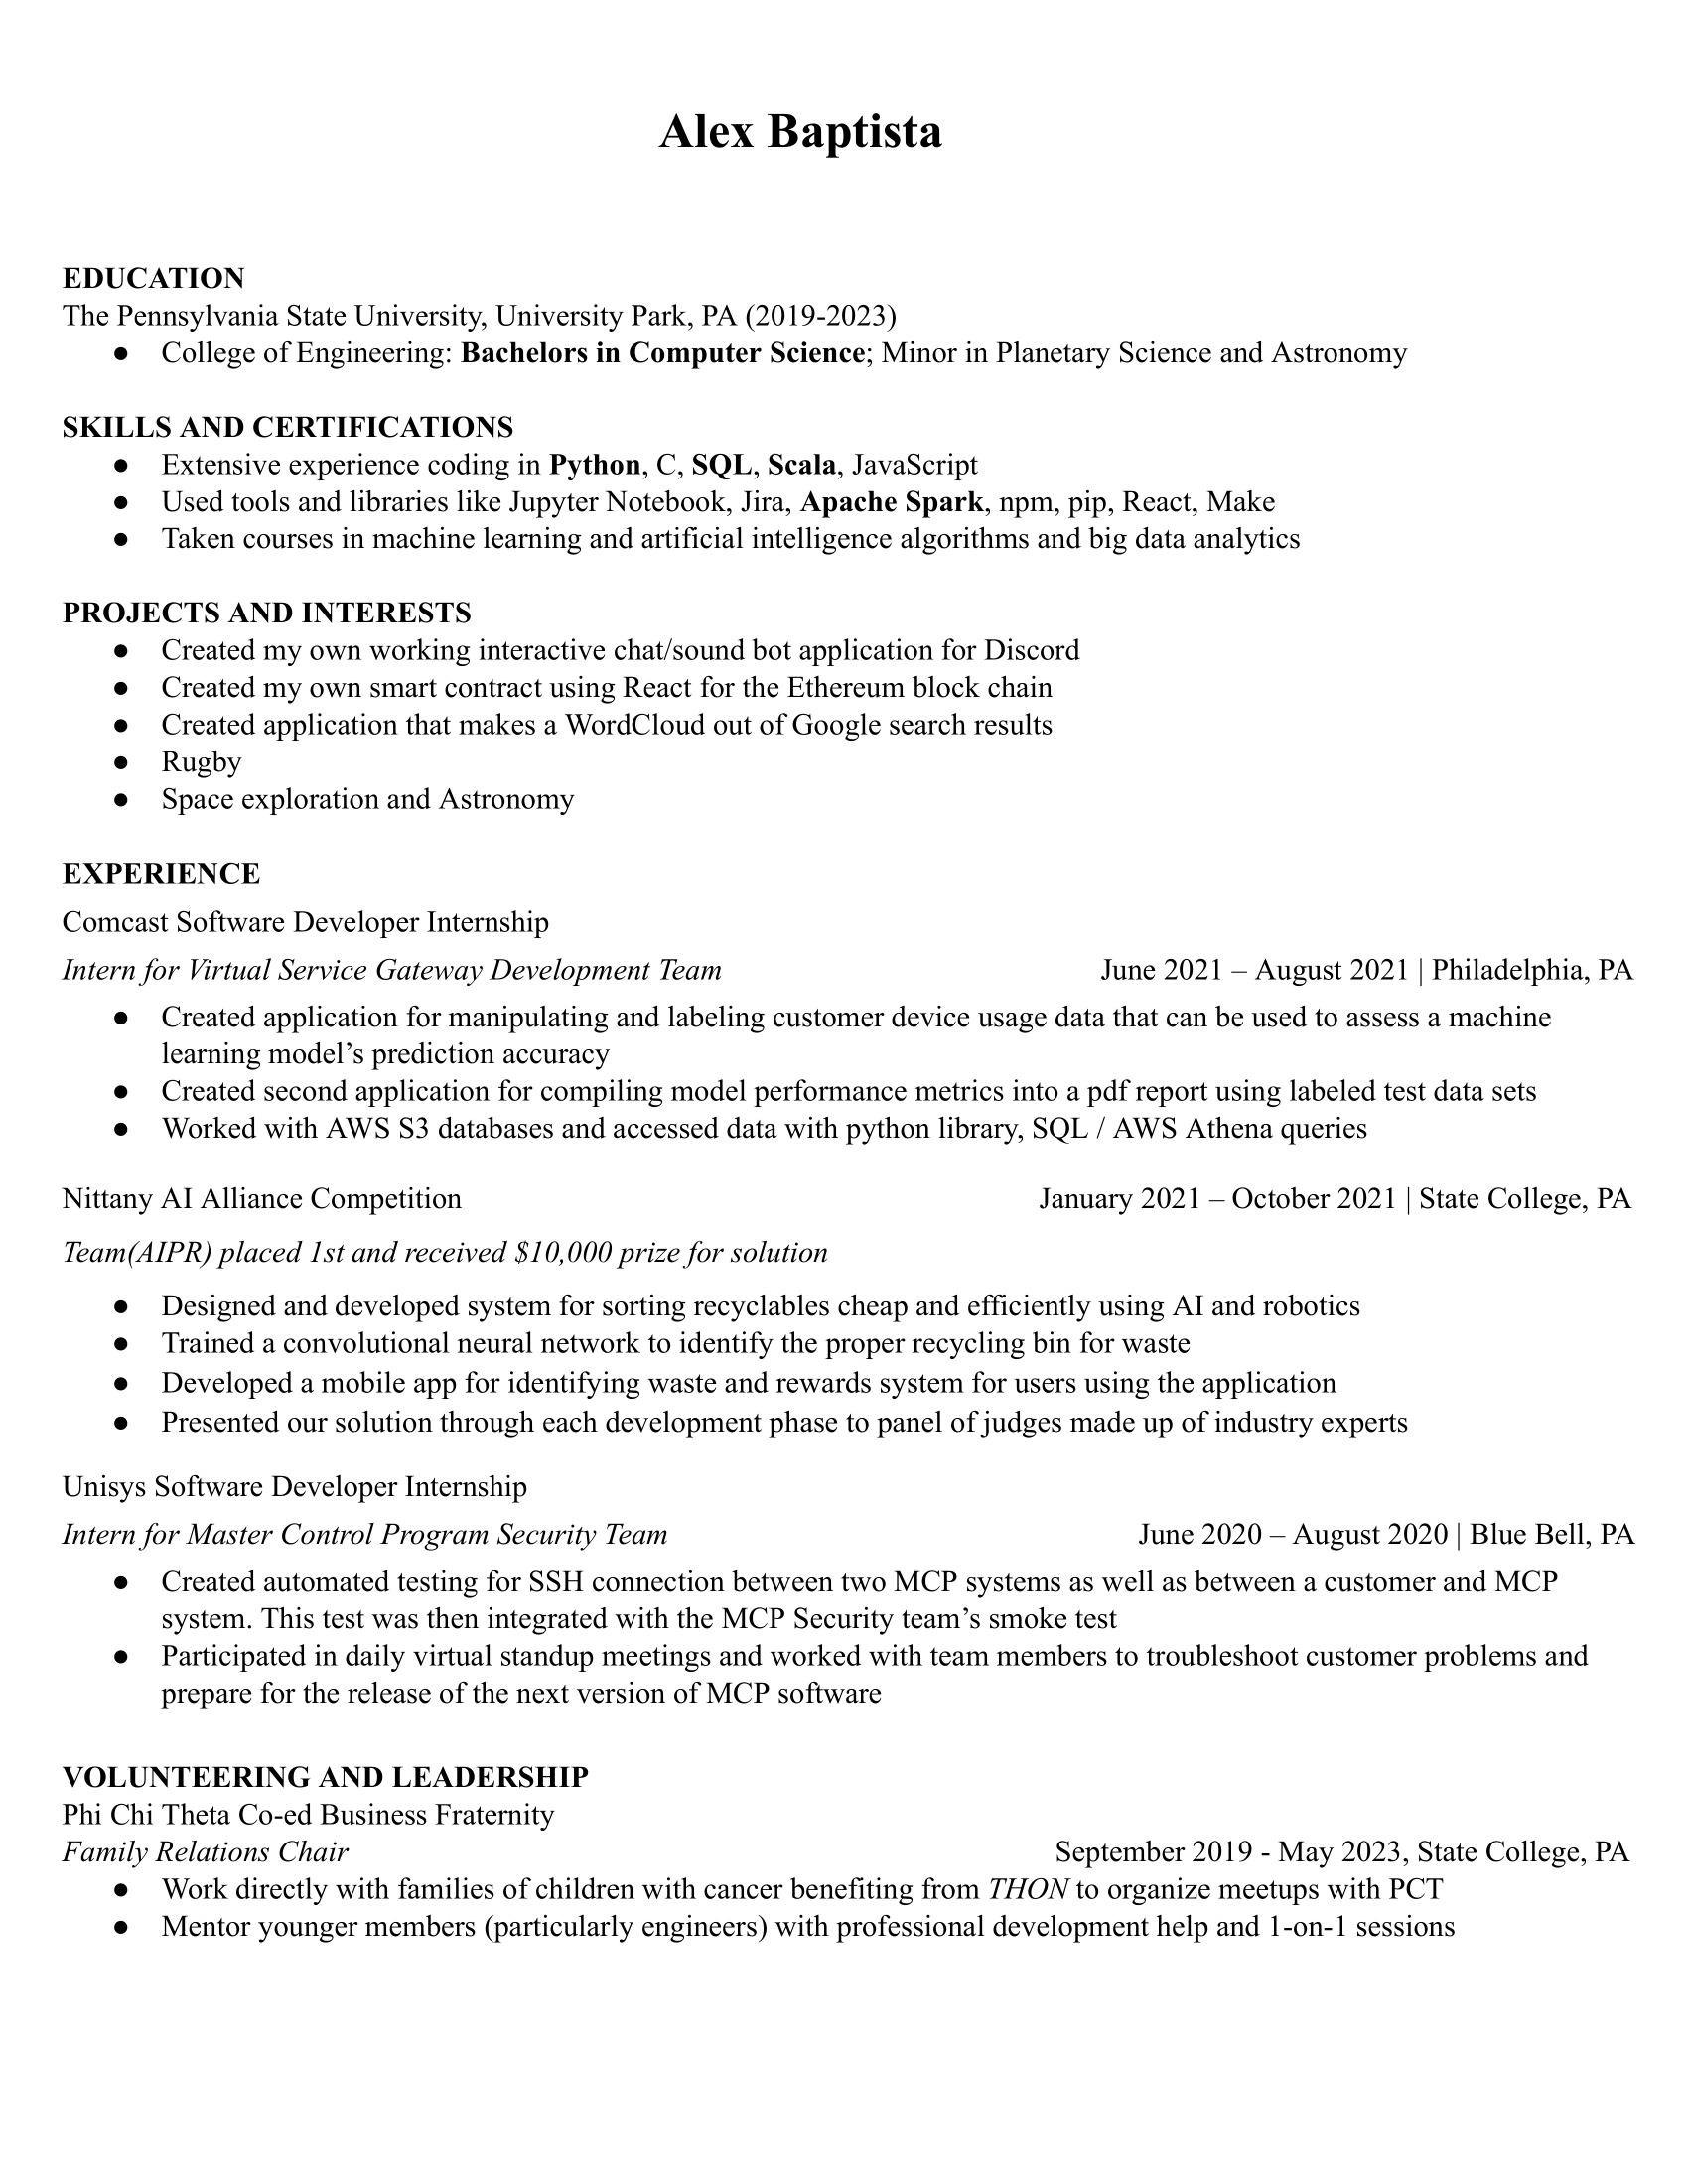 Alex Baptista
EDUCATION
The Pennsylvania State University, University Park, PA (2019-2023)
● College of Engineering: Bachelors in Computer Science; Minor in Planetary Science and Astronomy
SKILLS AND CERTIFICATIONS
● Extensive experience coding in Python, C, SQL, Scala, JavaScript
● Used tools and libraries like Jupyter Notebook, Jira, Apache Spark, npm, pip, React, Make
● Taken courses in machine learning and artificial intelligence algorithms and big data analytics
PROJECTS AND INTERESTS
● Created my own working interactive chat/sound bot application for Discord
● Created my own smart contract using React for the Ethereum block chain
● Created application that makes a WordCloud out of Google search results
● Rugby
● Space exploration and Astronomy
EXPERIENCE
Comcast Software Developer Internship
Intern for Virtual Service Gateway Development Team June 2021 – August 2021 | Philadelphia, PA
● Created application for manipulating and labeling customer device usage data that can be used to assess a machine
learning model’s prediction accuracy
● Created second application for compiling model performance metrics into a pdf report using labeled test data sets
● Worked with AWS S3 databases and accessed data with python library, SQL / AWS Athena queries
Nittany AI Alliance Competition January 2021 – October 2021 | State College, PA
Team(AIPR) placed 1st and received $10,000 prize for solution
● Designed and developed system for sorting recyclables cheap and efficiently using AI and robotics
● Trained a convolutional neural network to identify the proper recycling bin for waste
● Developed a mobile app for identifying waste and rewards system for users using the application
● Presented our solution through each development phase to panel of judges made up of industry experts
Unisys Software Developer Internship
Intern for Master Control Program Security Team June 2020 – August 2020 | Blue Bell, PA
● Created automated testing for SSH connection between two MCP systems as well as between a customer and MCP
system. This test was then integrated with the MCP Security team’s smoke test
● Participated in daily virtual standup meetings and worked with team members to troubleshoot customer problems and
prepare for the release of the next version of MCP software
VOLUNTEERING AND LEADERSHIP
Phi Chi Theta Co-ed Business Fraternity
Family Relations Chair September 2019 - May 2023, State College, PA
● Work directly with families of children with cancer benefiting from THON to organize meetups with PCT
● Mentor younger members (particularly engineers) with professional development help and 1-on-1 sessions